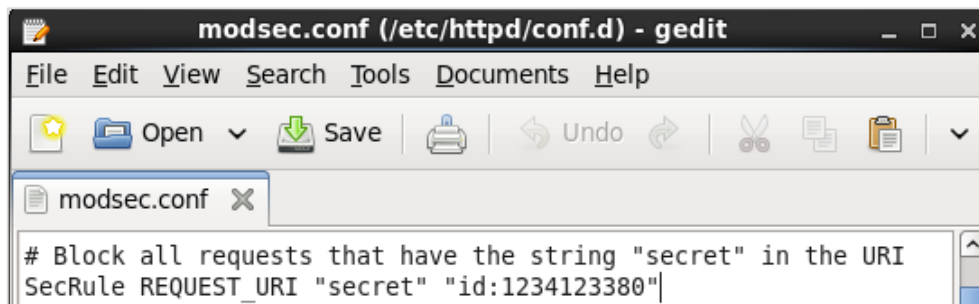 modsec.conf (/etc/httpd/conf.d) - gedit
File Edit View Search Tools Documents Help
Open Save Undo
modsec.conf
# Block all requests that have the string "secret" in the URI
SecRule REQUEST_URI "secret" "id:1234123380"